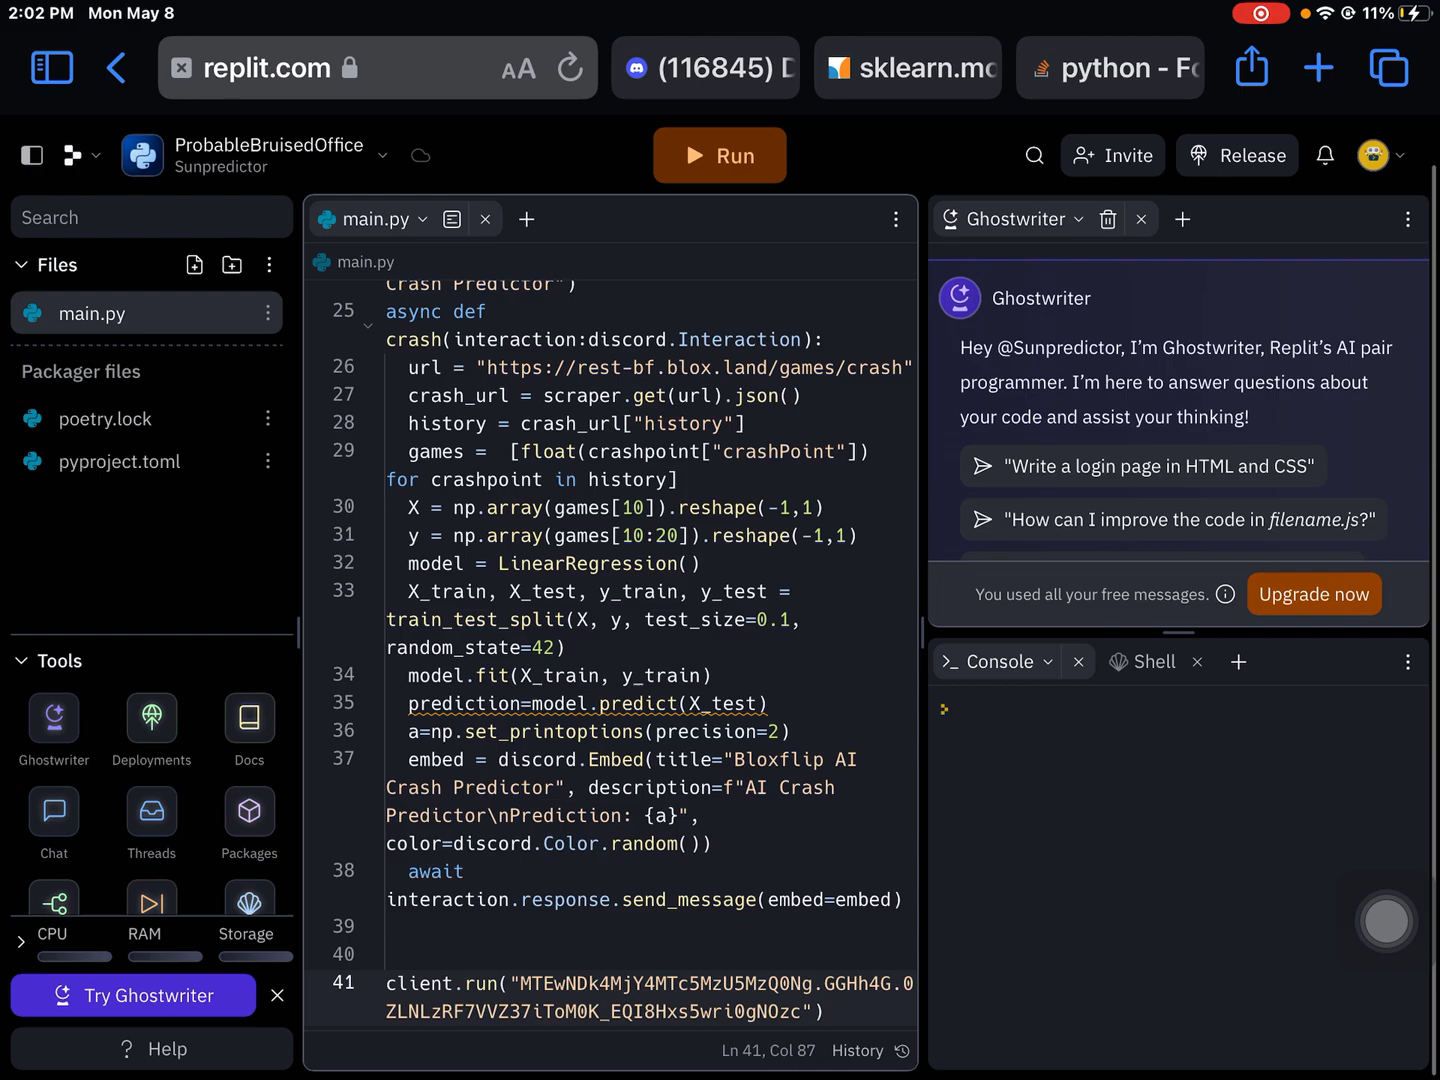 2:02 PM Mon May 8
11%
replit.com
AA
(116845) D
sklearn.mo
python - Fo
ProbableBruisedOffice
Sunpredictor
Run
Invite
Release
Search
Files
main.py
Packager files
poetry.lock
pyproject.toml
Tools
Ghostwriter
Deployments
Docs
Chat
Threads
Packages
CPU
RAM
Storage
Try Ghostwriter
? Help
main.py
main.py
Crash Predictor")
25 async def
crash(interaction:discord.Interaction):
26 url = "https://rest-bf.blox.land/games/crash"
27 crash_url = scraper.get(url).json()
28 history = crash_url["history"]
29 games =  [float(crashpoint["crashPoint"])
for crashpoint in history]
30 X = np.array(games[10]).reshape(-1,1)
31 y = np.array(games[10:20]).reshape(-1,1)
32 model = LinearRegression()
33 X_train, X_test, y_train, y_test =
train_test_split(X, y, test_size=0.1,
random_state=42)
34 model.fit(X_train, y_train)
35 prediction=model.predict(X_test)
36 a=np.set_printoptions(precision=2)
37 embed = discord.Embed(title="Bloxflip AI
Crash Predictor", description=f"AI Crash
Predictor\nPrediction: {a}",
color=discord.Color.random())
38 await
interaction.response.send_message(embed=embed)
39
40
41 client.run("MTEwNDk4MjY4MTc5MzU5MzQ0Ng.GGHh4G.0
ZLNLzRF7VVZ37iToM0K_EQI8Hxs5wri0gNOzc")
Ln 41, Col 87 History
Ghostwriter
Ghostwriter
Hey @Sunpredictor, I'm Ghostwriter, Replit's AI pair
programmer. I'm here to answer questions about
your code and assist your thinking!
"Write a login page in HTML and CSS"
"How can I improve the code in filename.js?"
You used all your free messages.
Upgrade now
Console
Shell